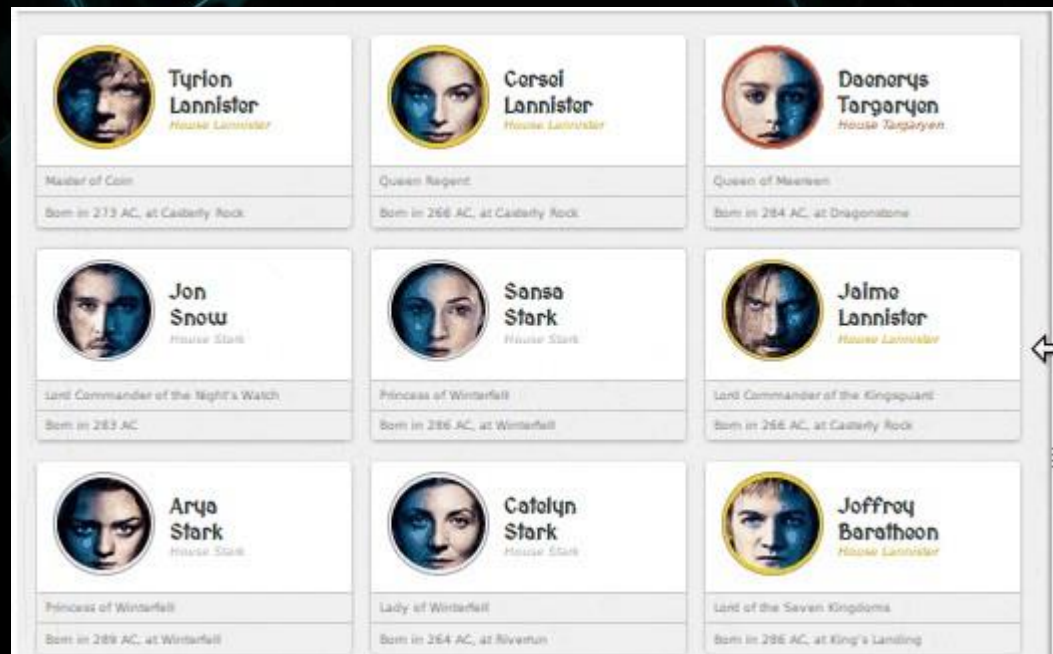 Tyrion
Lannister
House Lannister
Master of Coin
Born in 273 AC, at Casterly Rock
Cersei
Lannister
House Lannister
Queen Regent
Born in 266 AC, at Casterly Rock
Daenerys
Targaryen
House Targaryen
Queen of Meereen
Born in 284 AC, at Dragonstone
Jon
Snow
House Stark
Lord Commander of the Night's Watch
Born in 283 AC
Sansa
Stark
House Stark
Princess of Winterfell
Born in 286 AC, at Winterfell
Jaime
Lannister
House Lannister
Lord Commander of the Kingsguard
Born in 266 AC, at Casterly Rock
Arya
Stark
House Stark
Princess of Winterfell
Born in 289 AC, at Winterfell
Catelyn
Stark
House Stark
Lady of Winterfell
Born in 264 AC, at Riverrun
Joffrey
Baratheon
House Lannister
Lord of the Seven Kingdoms
Born in 286 AC, at King's Landing